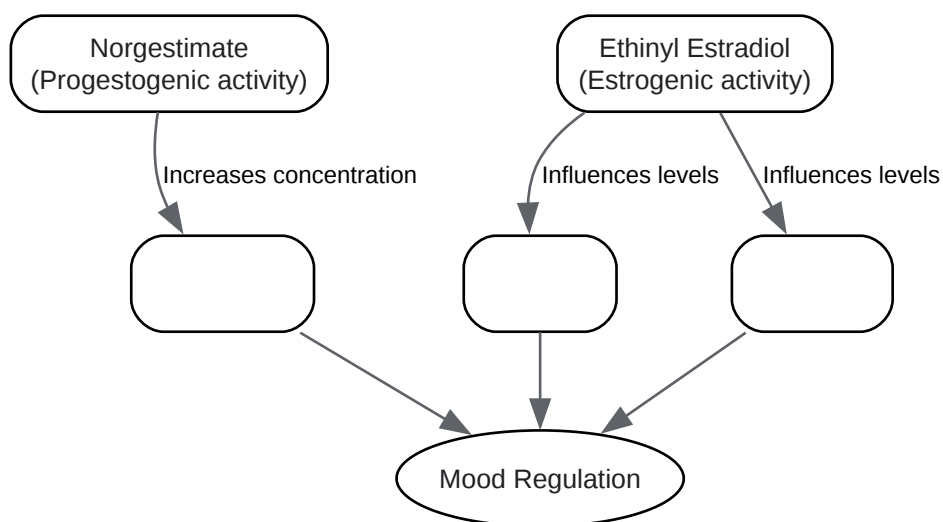 Norgestimate
(Progestogenic activity)
Ethinyl Estradiol
(Estrogenic activity)
Increases concentration
Influences levels
Influences levels
Mood Regulation